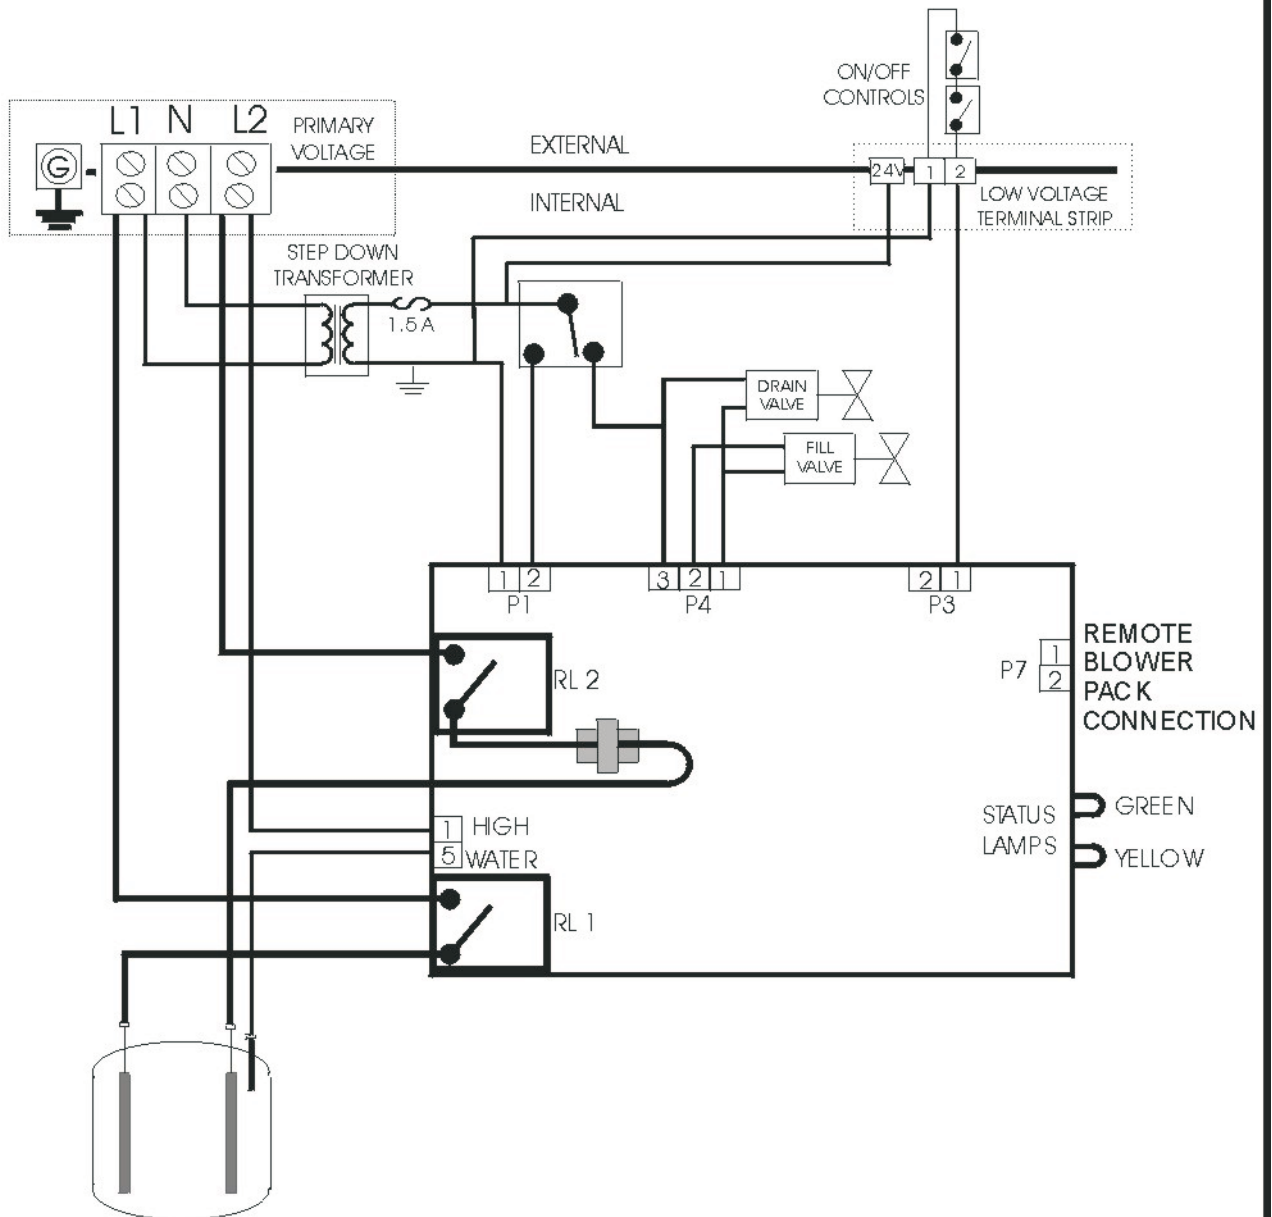 ON/OFF
CONTROLS
L1 N L2
PRIMARY
VOLTAGE
G
EXTERNAL
INTERNAL
24V 1 2
LOW VOLTAGE
TERMINAL STRIP
STEP DOWN
TRANSFORMER
1.5 A
DRAIN
VALVE
FILL
VALVE
1 2
P1
3 2 1
P4
2 1
P3
RL 2
P7
1
2
REMOTE
BLOWER
PACK
CONNECTION
1 HIGH
5 WATER
RL 1
STATUS
LAMPS
GREEN
YELLOW